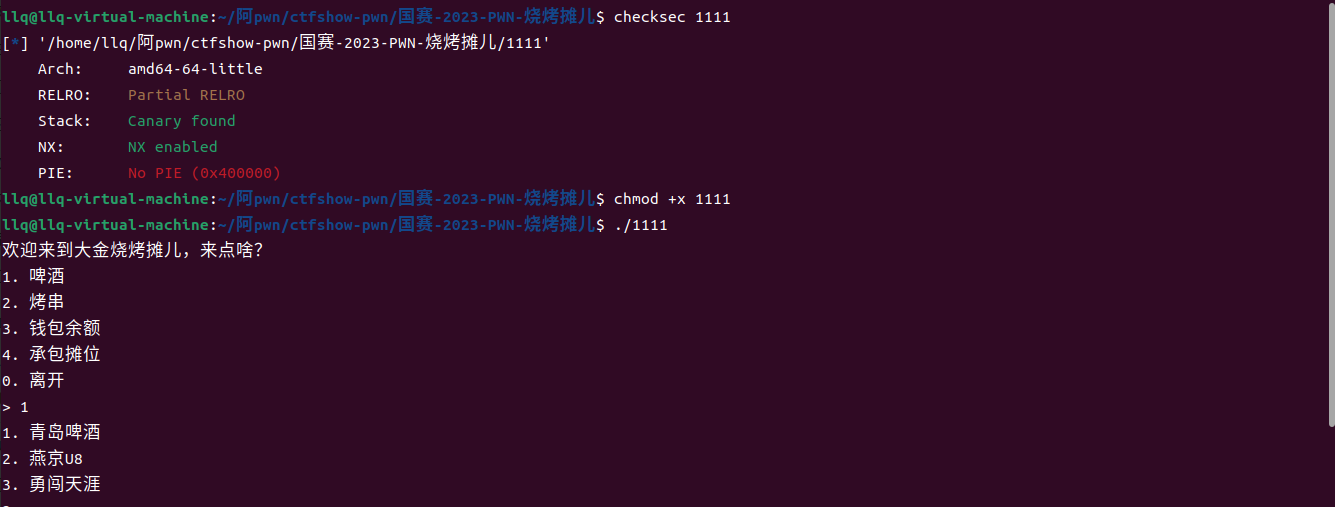 llq@llq-virtual-machine:~/阿pwn/ctfshow-pwn/国赛-2023-PWN-烧烤摊儿$ checksec 1111
[*] '/home/llq/阿pwn/ctfshow-pwn/国赛-2023-PWN-烧烤摊儿/1111'
    Arch:     amd64-64-little
    RELRO:    Partial RELRO
    Stack:    Canary found
    NX:       NX enabled
    PIE:      No PIE (0x400000)
llq@llq-virtual-machine:~/阿pwn/ctfshow-pwn/国赛-2023-PWN-烧烤摊儿$ chmod +x 1111
llq@llq-virtual-machine:~/阿pwn/ctfshow-pwn/国赛-2023-PWN-烧烤摊儿$ ./1111
欢迎来到大金烧烤摊儿，来点啥？
1. 啤酒
2. 烤串
3. 钱包余额
4. 承包摊位
0. 离开
> 1
1. 青岛啤酒
2. 燕京U8
3. 勇闯天涯